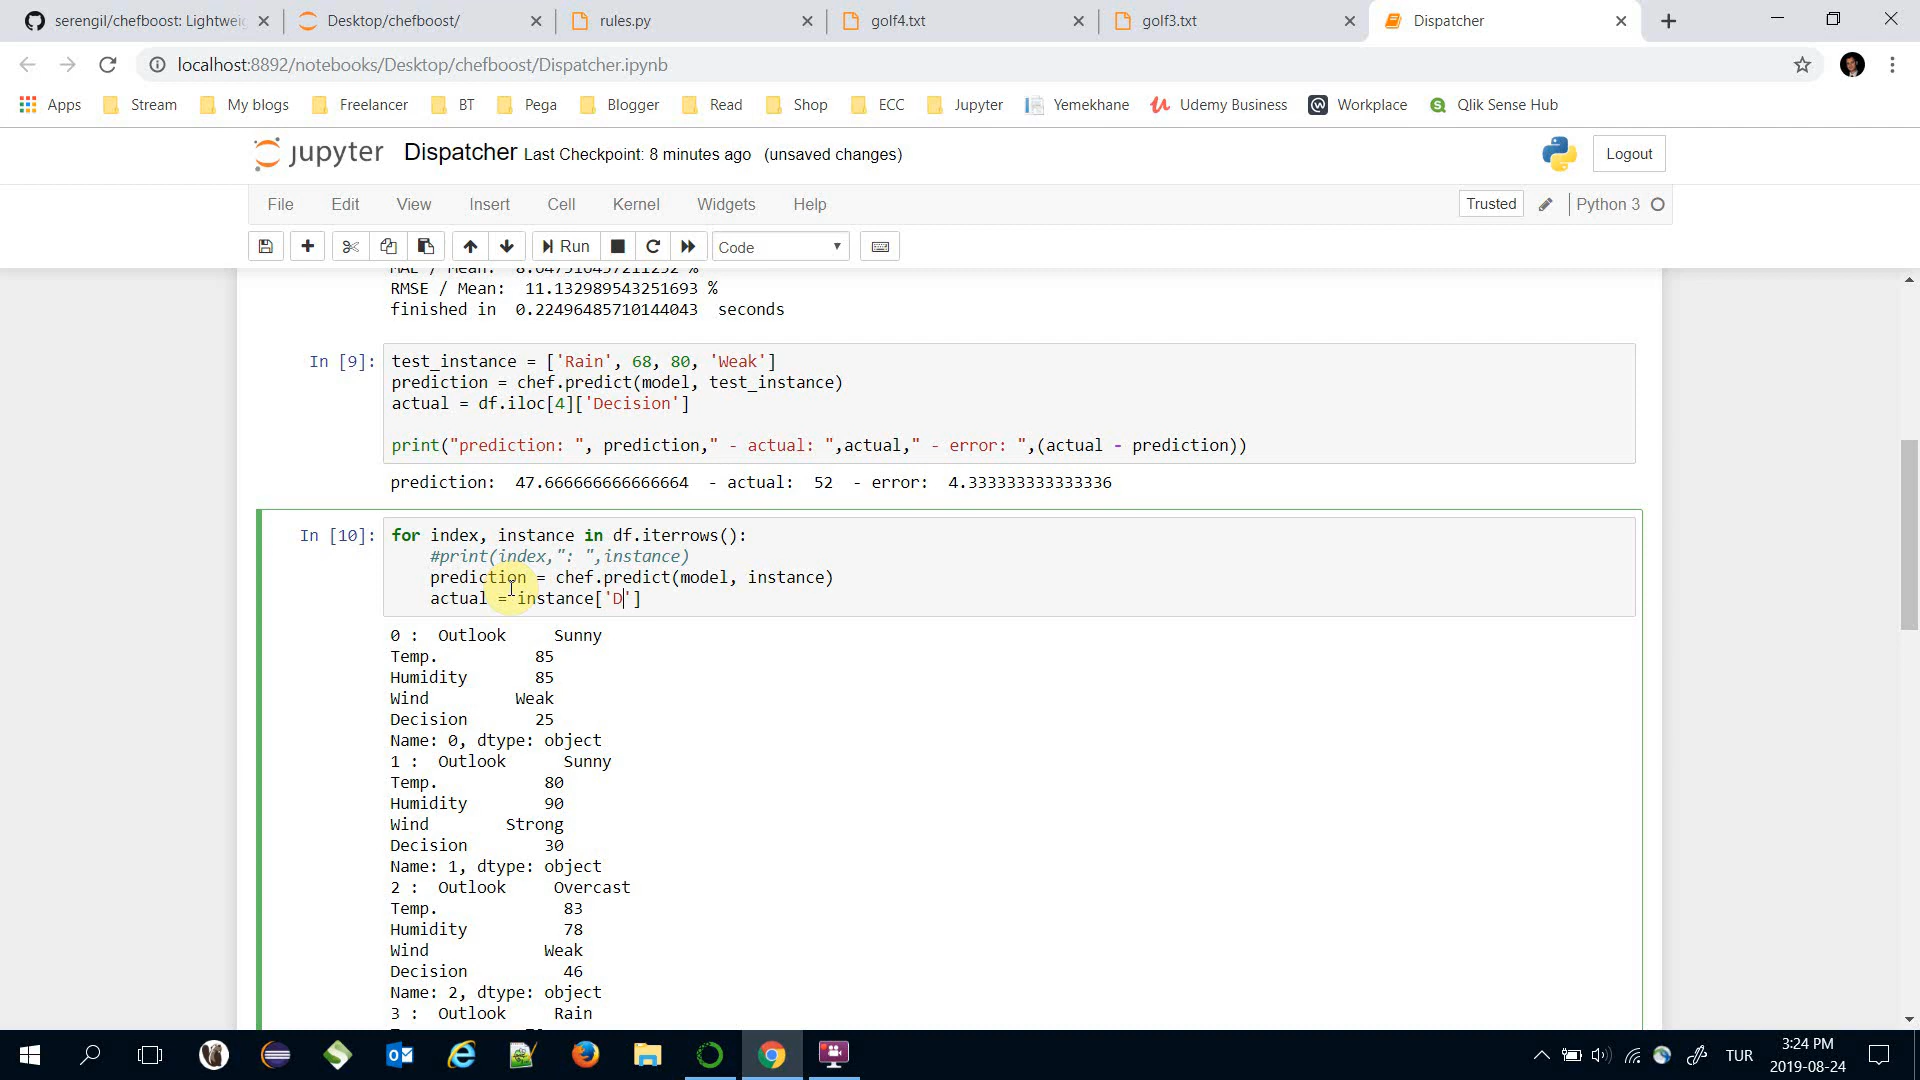 serengil/chefboost: Lightwei
Desktop/chefboost/
rules.py
golf4.txt
golf3.txt
Dispatcher
localhost:8892/notebooks/Desktop/chefboost/Dispatcher.ipynb
Apps
Stream
My blogs
Freelancer
BT
Pega
Blogger
Read
Shop
ECC
Jupyter
Yemekhane
Udemy Business
Workplace
Qlik Sense Hub
jupyter Dispatcher Last Checkpoint: 8 minutes ago (unsaved changes)
Logout
File Edit View Insert Cell Kernel Widgets Help
Trusted
Python 3
Run
Code
MAE / Mean:
RMSE / Mean:  11.132989543251693 %
finished in  0.22496485710144043  seconds
In [9]:
test_instance = ['Rain', 68, 80, 'Weak']
prediction = chef.predict(model, test_instance)
actual = df.iloc[4]['Decision']
print("prediction: ", prediction," - actual: ",actual," - error: ",(actual - prediction))
prediction:  47.666666666666664  - actual:  52  - error:  4.333333333333336
In [10]:
for index, instance in df.iterrows():
#print(index,": ",instance)
prediction = chef.predict(model, instance)
actual = instance['D']
0 :  Outlook     Sunny
Temp.          85
Humidity       85
Wind         Weak
Decision       25
Name: 0, dtype: object
1 :  Outlook      Sunny
Temp.           80
Humidity        90
Wind        Strong
Decision        30
Name: 1, dtype: object
2 :  Outlook     Overcast
Temp.             83
Humidity          78
Wind            Weak
Decision          46
Name: 2, dtype: object
3 :  Outlook     Rain
TUR
3:24 PM
2019-08-24